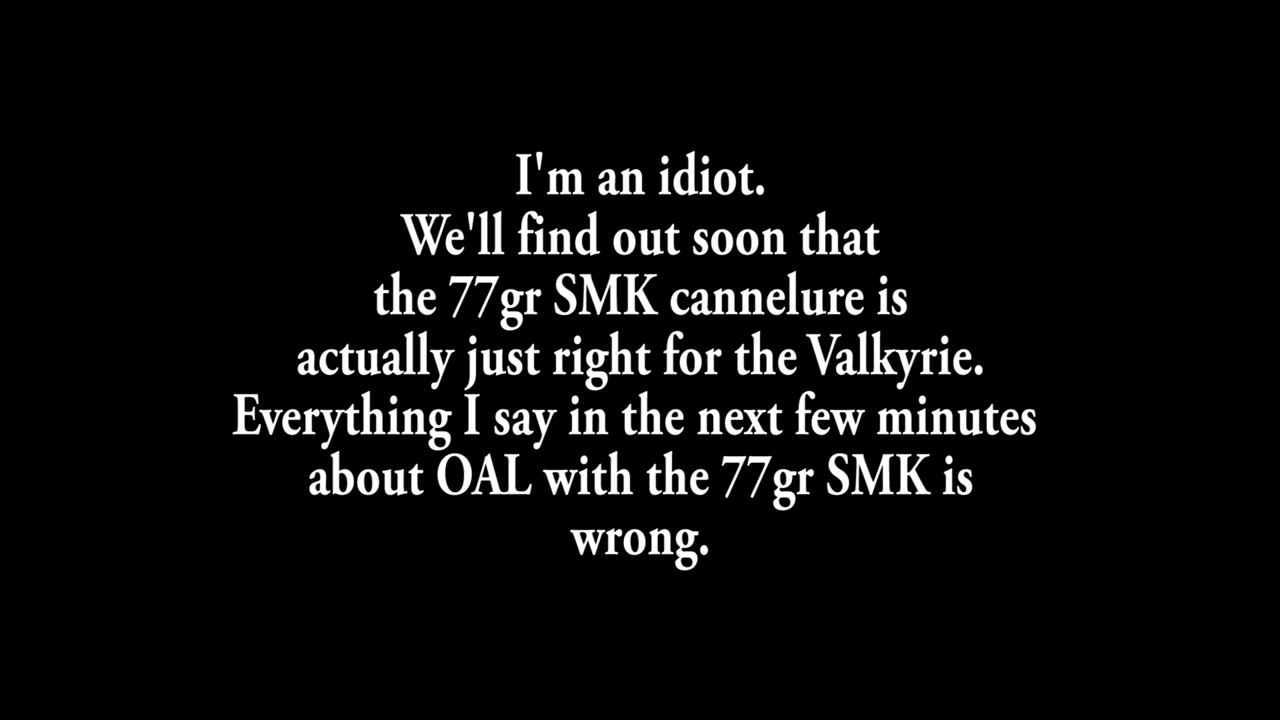 I'm an idiot.
We'll find out soon that
the 77gr SMK cannelure is
actually just right for the Valkyrie.
Everything I say in the next few minutes
about OAL with the 77gr SMK is
wrong.